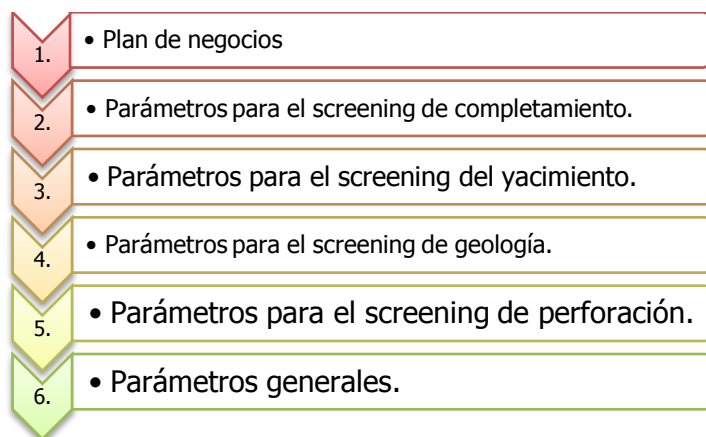 1. • Plan de negocios
2. • Parámetros para el screening de completamiento.
3. • Parámetros para el screening del yacimiento.
4. • Parámetros para el screening de geología.
5. • Parámetros para el screening de perforación.
6. • Parámetros generales.